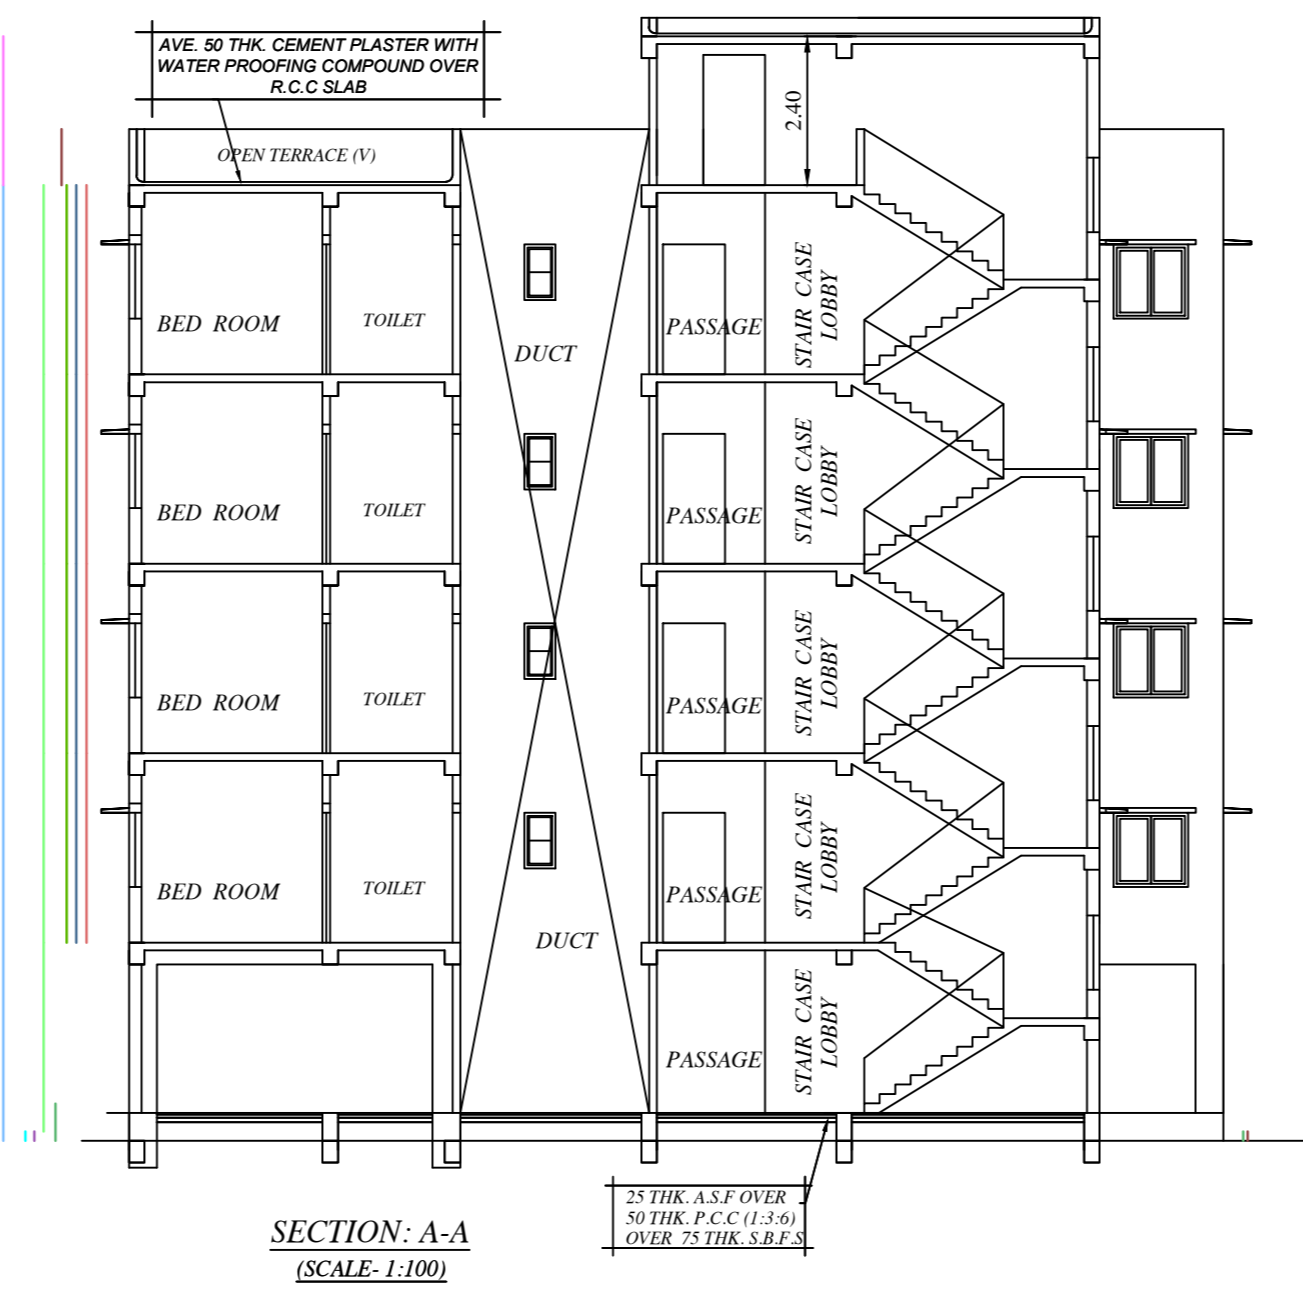 AVE. 50 THK. CEMENT PLASTER WITH
WATER PROOFING COMPOUND OVER
R.C.C SLAB
OPEN TERRACE (V)
2.40
BED ROOM
TOILET
DUCT
PASSAGE
STAIR CASE
LOBBY
BED ROOM
TOILET
PASSAGE
STAIR CASE
LOBBY
BED ROOM
TOILET
PASSAGE
STAIR CASE
LOBBY
BED ROOM
TOILET
DUCT
PASSAGE
STAIR CASE
LOBBY
PASSAGE
STAIR CASE
LOBBY
25 THK. A.S.F OVER
50 THK. P.C.C (1:3:6)
OVER 75 THK. S.B.F.S
SECTION: A-A
(SCALE- 1:100)